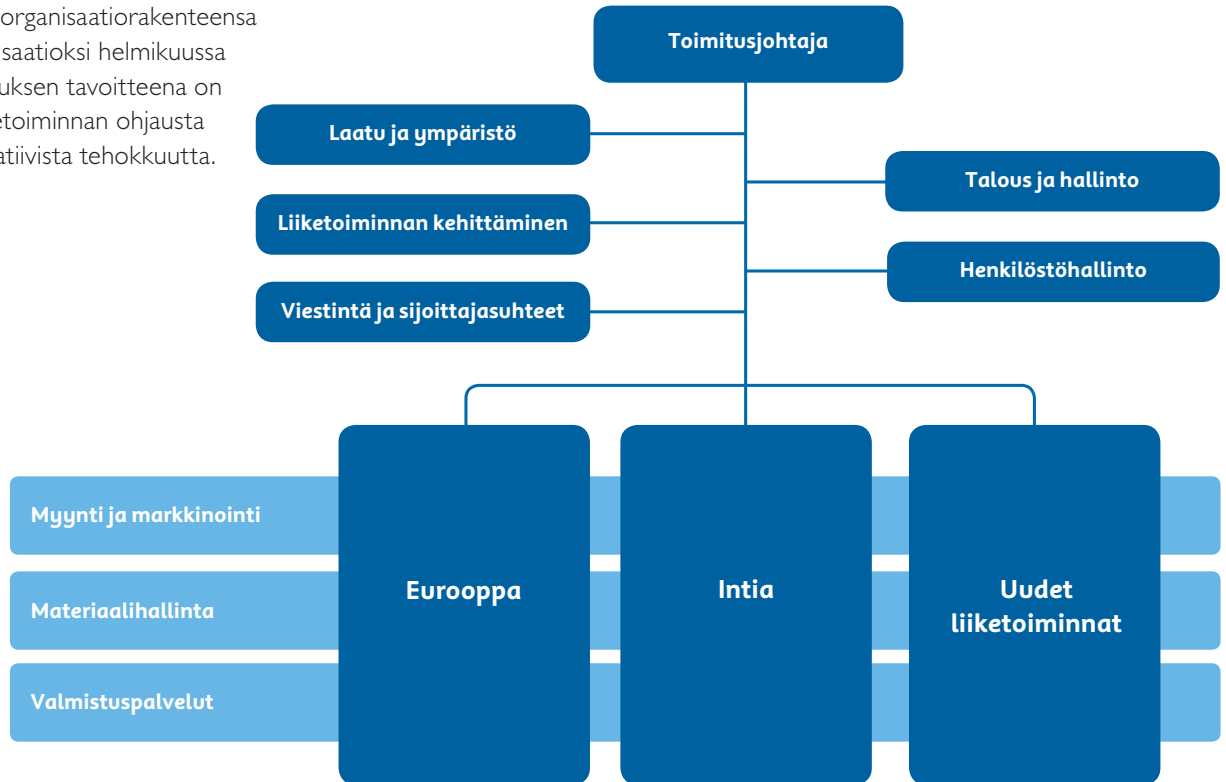 organisaatiorakenteensa
saatioksi helmikuussa
uksen tavoitteena on
etoiminnan ohjausta
atiivista tehokkuutta.
Toimitusjohtaja
Laatu ja ympäristö
Talous ja hallinto
Liiketoiminnan kehittäminen
Henkilöstöhallinto
Viestintä ja sijoittajasuhteet
Myynti ja markkinointi
Materiaalihallinta
Valmistuspalvelut
Eurooppa
Intia
Uudet
liiketoiminnat